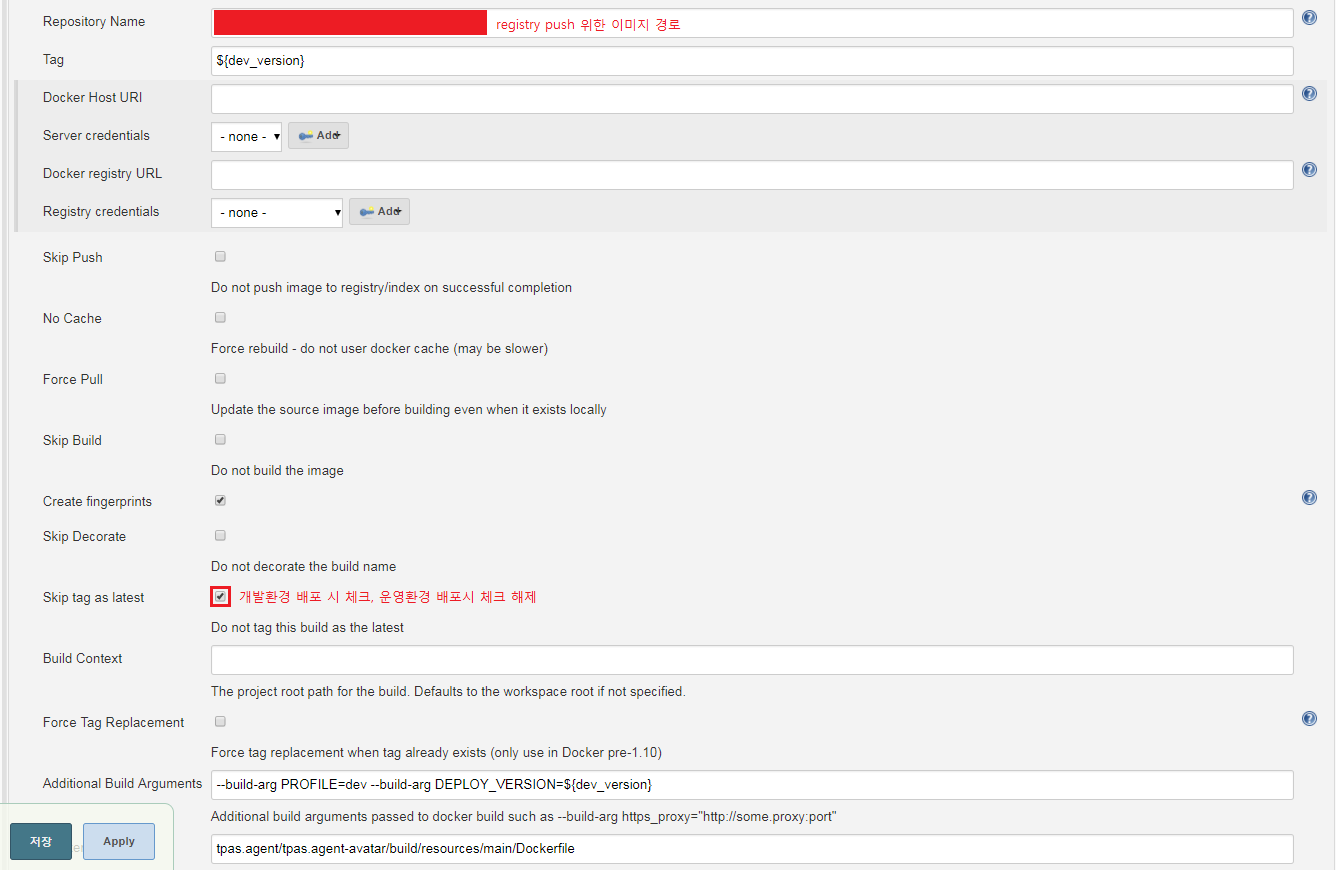 Repository Name
registry push 위한 이미지 경로
Tag
${dev_version}
Docker Host URI
Server credentials
- none -
Add
Docker registry URL
Registry credentials
- none -
Add
Skip Push
Do not push image to registry/index on successful completion
No Cache
Force rebuild - do not user docker cache (may be slower)
Force Pull
Update the source image before building even when it exists locally
Skip Build
Do not build the image
Create fingerprints
Skip Decorate
Do not decorate the build name
Skip tag as latest
개발환경 배포 시 체크, 운영환경 배포시 체크 해제
Do not tag this build as the latest
Build Context
The project root path for the build. Defaults to the workspace root if not specified.
Force Tag Replacement
Force tag replacement when tag already exists (only use in Docker pre-1.10)
Additional Build Arguments
--build-arg PROFILE=dev --build-arg DEPLOY_VERSION=${dev_version}
Additional build arguments passed to docker build such as --build-arg https_proxy="http://some.proxy:port"
저장
Apply
tpas.agent/tpas.agent-avatar/build/resources/main/Dockerfile